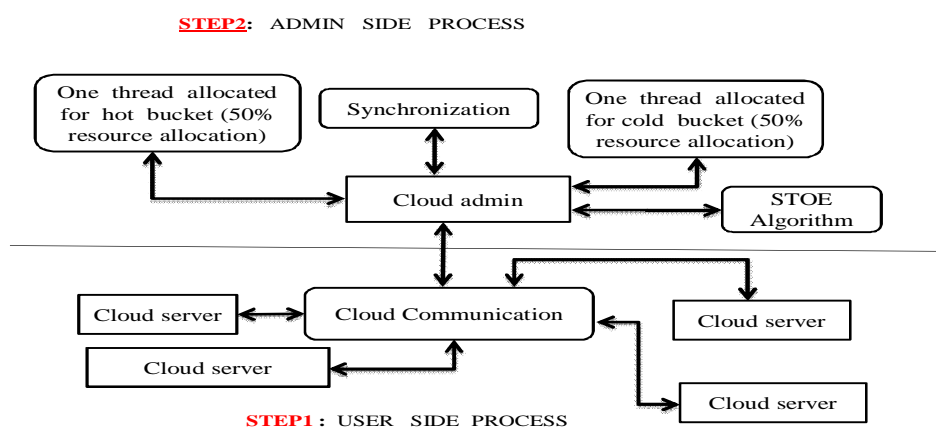 STEP2: ADMIN SIDE PROCESS
One thread allocated
for hot bucket (50%
resource allocation)
Synchronization
One thread allocated
for cold bucket (50%
resource allocation)
Cloud admin
STOE
Algorithm
Cloud server
Cloud Communication
Cloud server
Cloud server
Cloud server
STEP1 : USER SIDE PROCESS